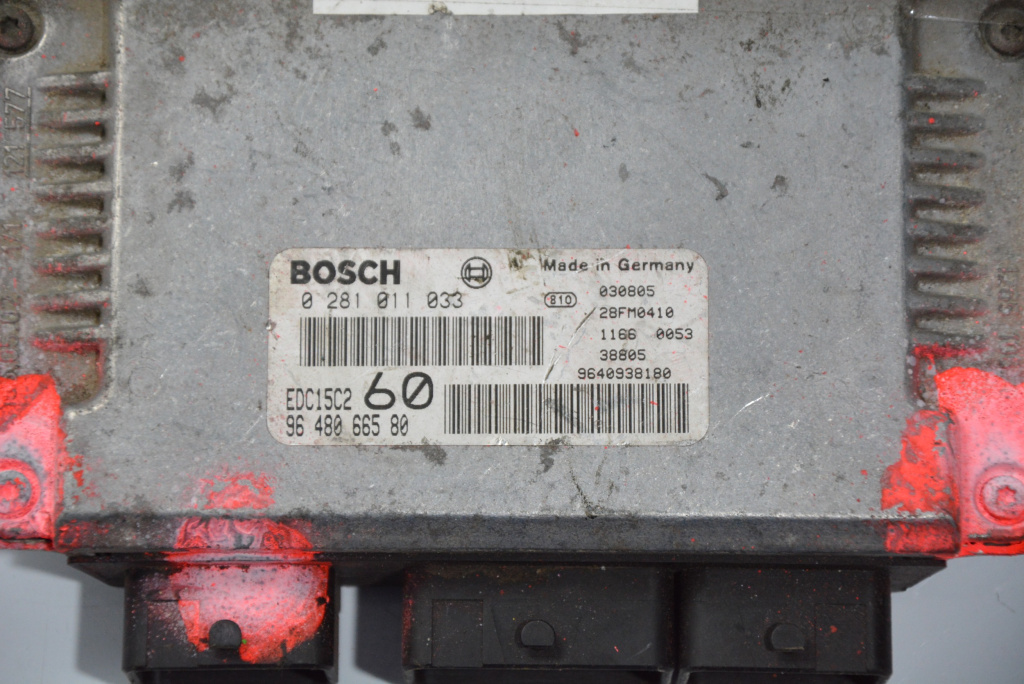 BOSCH Made in Germany
0 281 011 033 810 030805
28FM0410
1166 0053
38805
9640938180
EDC15C2 60
96 480 665 80